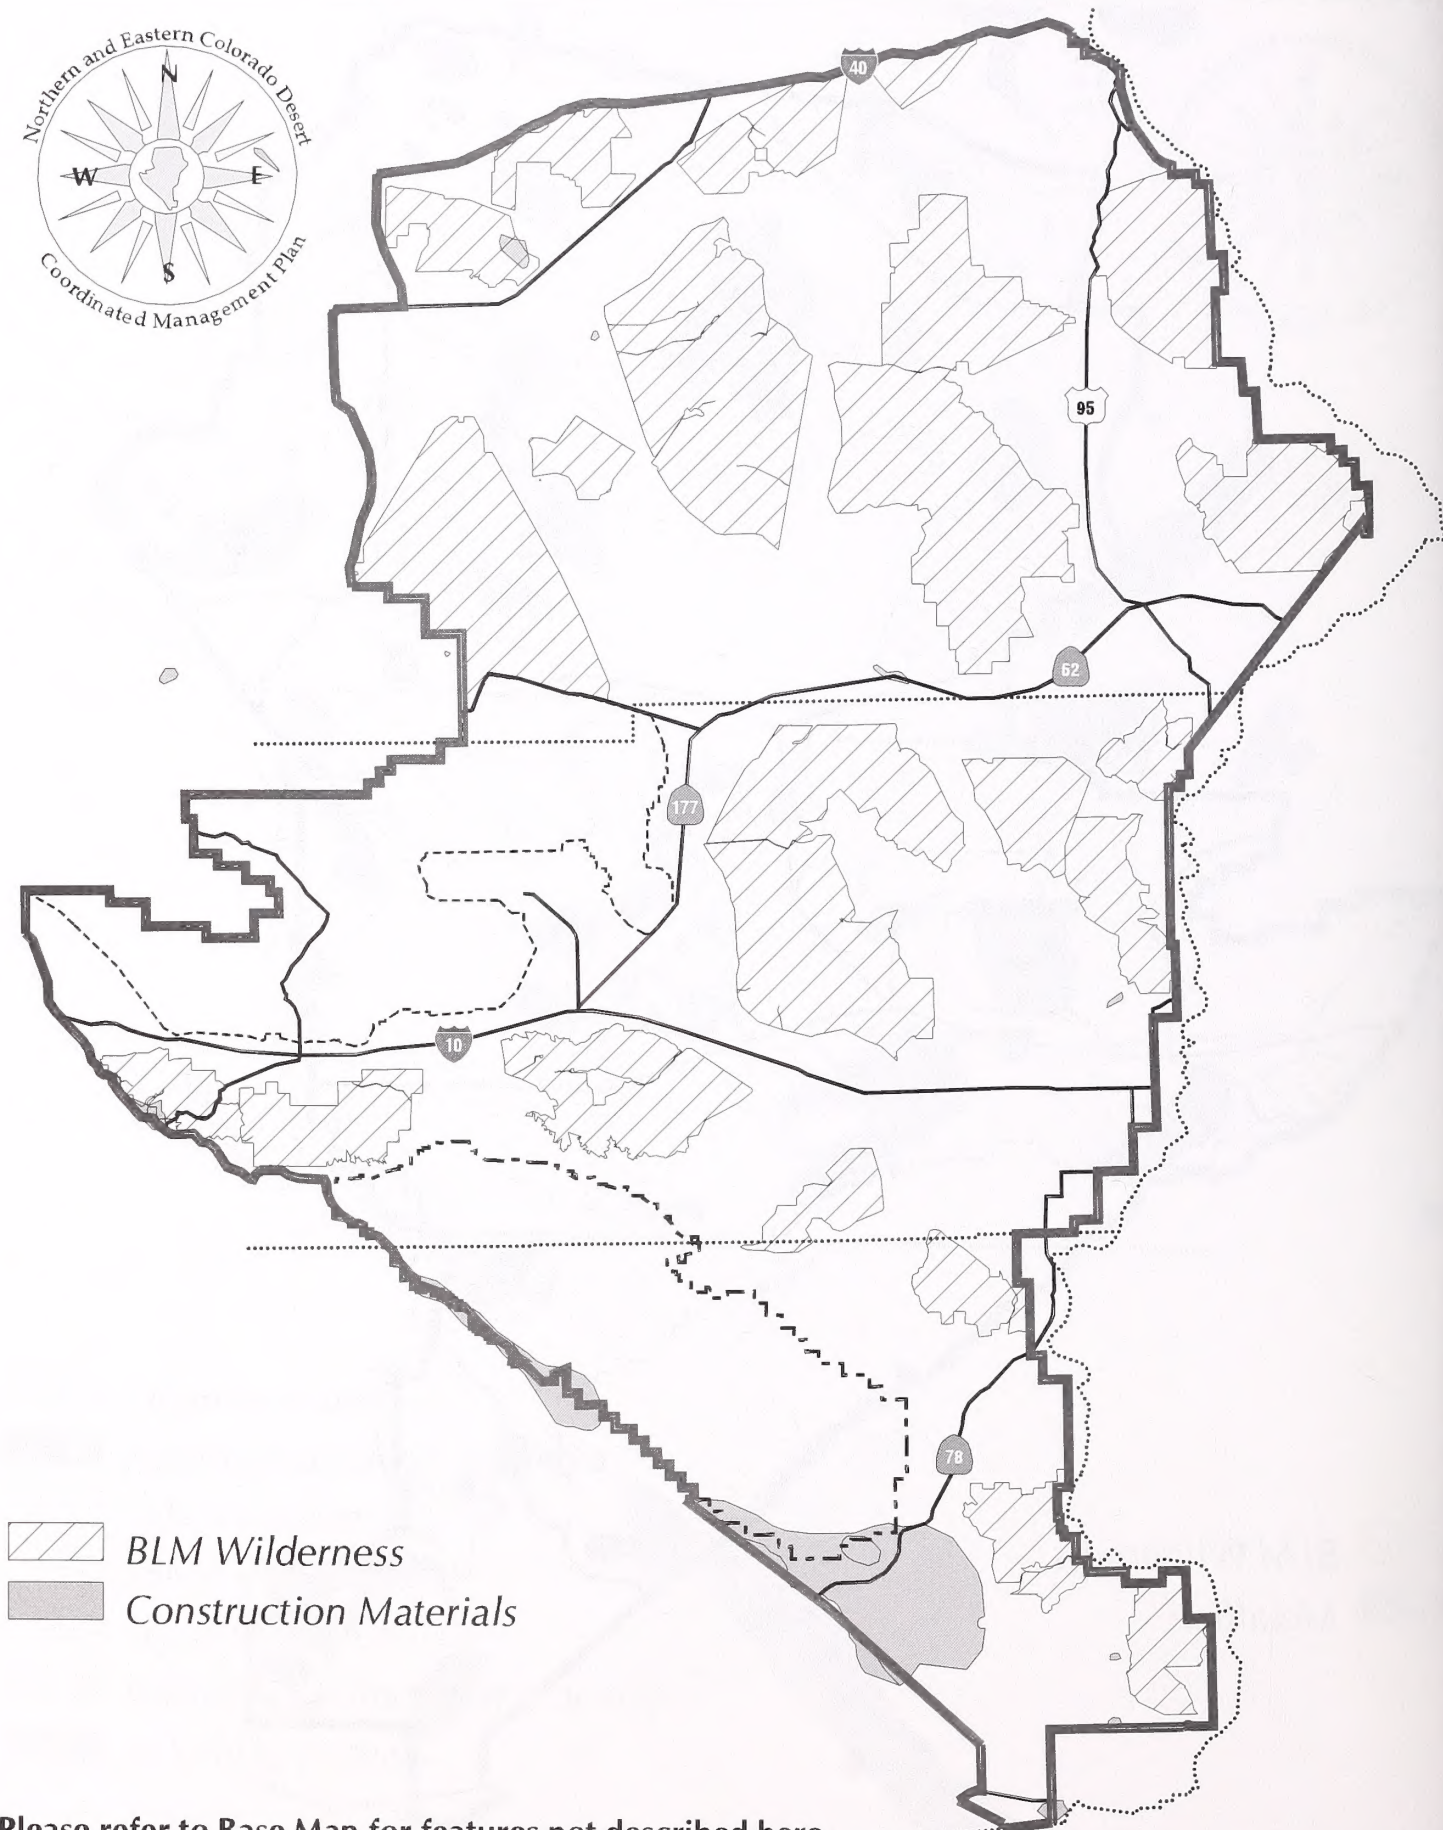 Northern and Eastern Colorado Desert
N
W
E
S
Coordinated Management Plan
40
95
62
177
10
78
BLM Wilderness
Construction Materials
Please refer to Base Map for features not described here